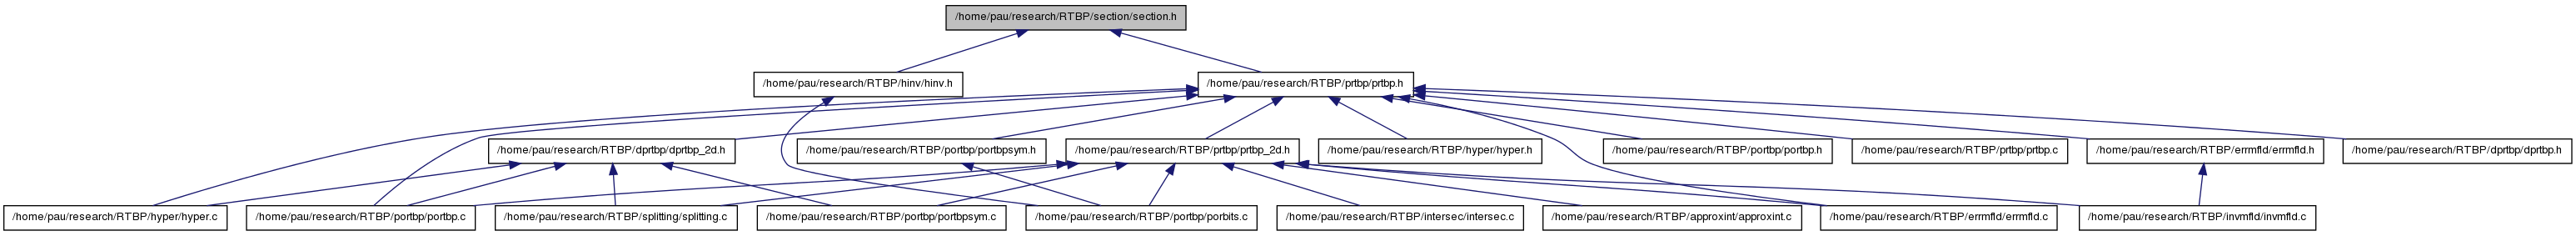 /home/pau/research/RTBP/section/section.h
/home/pau/research/RTBP/hinv/hinv.h
/home/pau/research/RTBP/prtbp/prtbp.h
/home/pau/research/RTBP/dprtbp/dprtbp_2d.h
/home/pau/research/RTBP/portbp/portbpsym.h
/home/pau/research/RTBP/prtbp/prtbp_2d.h
/home/pau/research/RTBP/hyper/hyper.h
/home/pau/research/RTBP/portbp/portbp.h
/home/pau/research/RTBP/prtbp/prtbp.c
/home/pau/research/RTBP/errmfld/errmfld.h
/home/pau/research/RTBP/dprtbp/dprtbp.h
/home/pau/research/RTBP/hyper/hyper.c
/home/pau/research/RTBP/portbp/portbp.c
/home/pau/research/RTBP/splitting/splitting.c
/home/pau/research/RTBP/portbp/portbpsym.c
/home/pau/research/RTBP/portbp/porbits.c
/home/pau/research/RTBP/intersec/intersec.c
/home/pau/research/RTBP/approxint/approxint.c
/home/pau/research/RTBP/errmfld/errmfld.c
/home/pau/research/RTBP/invmfld/invmfld.c